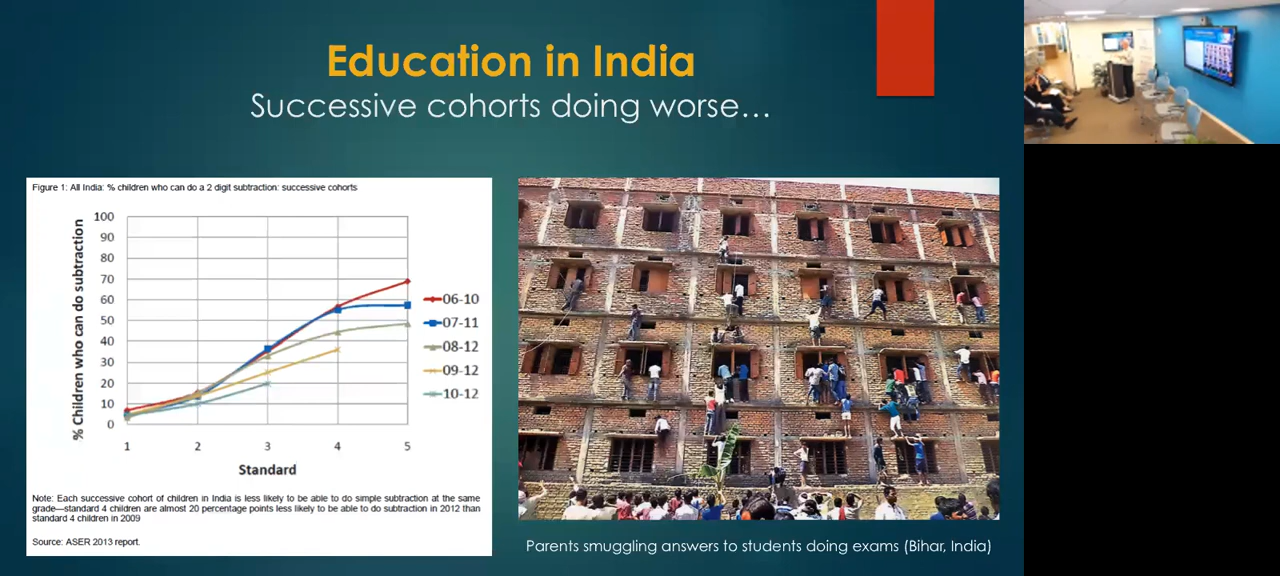 Education in India
Successive cohorts doing worse…
Figure 1: All India: % children who can do a 2 digit subtraction: successive cohorts
% Children who can do subtraction
100
90
80
70
60
50
40
30
20
10
0
1 2 3 4 5
Standard
06-10
07-11
08-12
09-12
10-12
Note: Each successive cohort of children in India is less likely to be able to do simple subtraction at the same
grade—standard 4 children are almost 20 percentage points less likely to be able to do subtraction in 2012 than
standard 4 children in 2009
Source: ASER 2013 report.
Parents smuggling answers to students doing exams (Bihar, India)